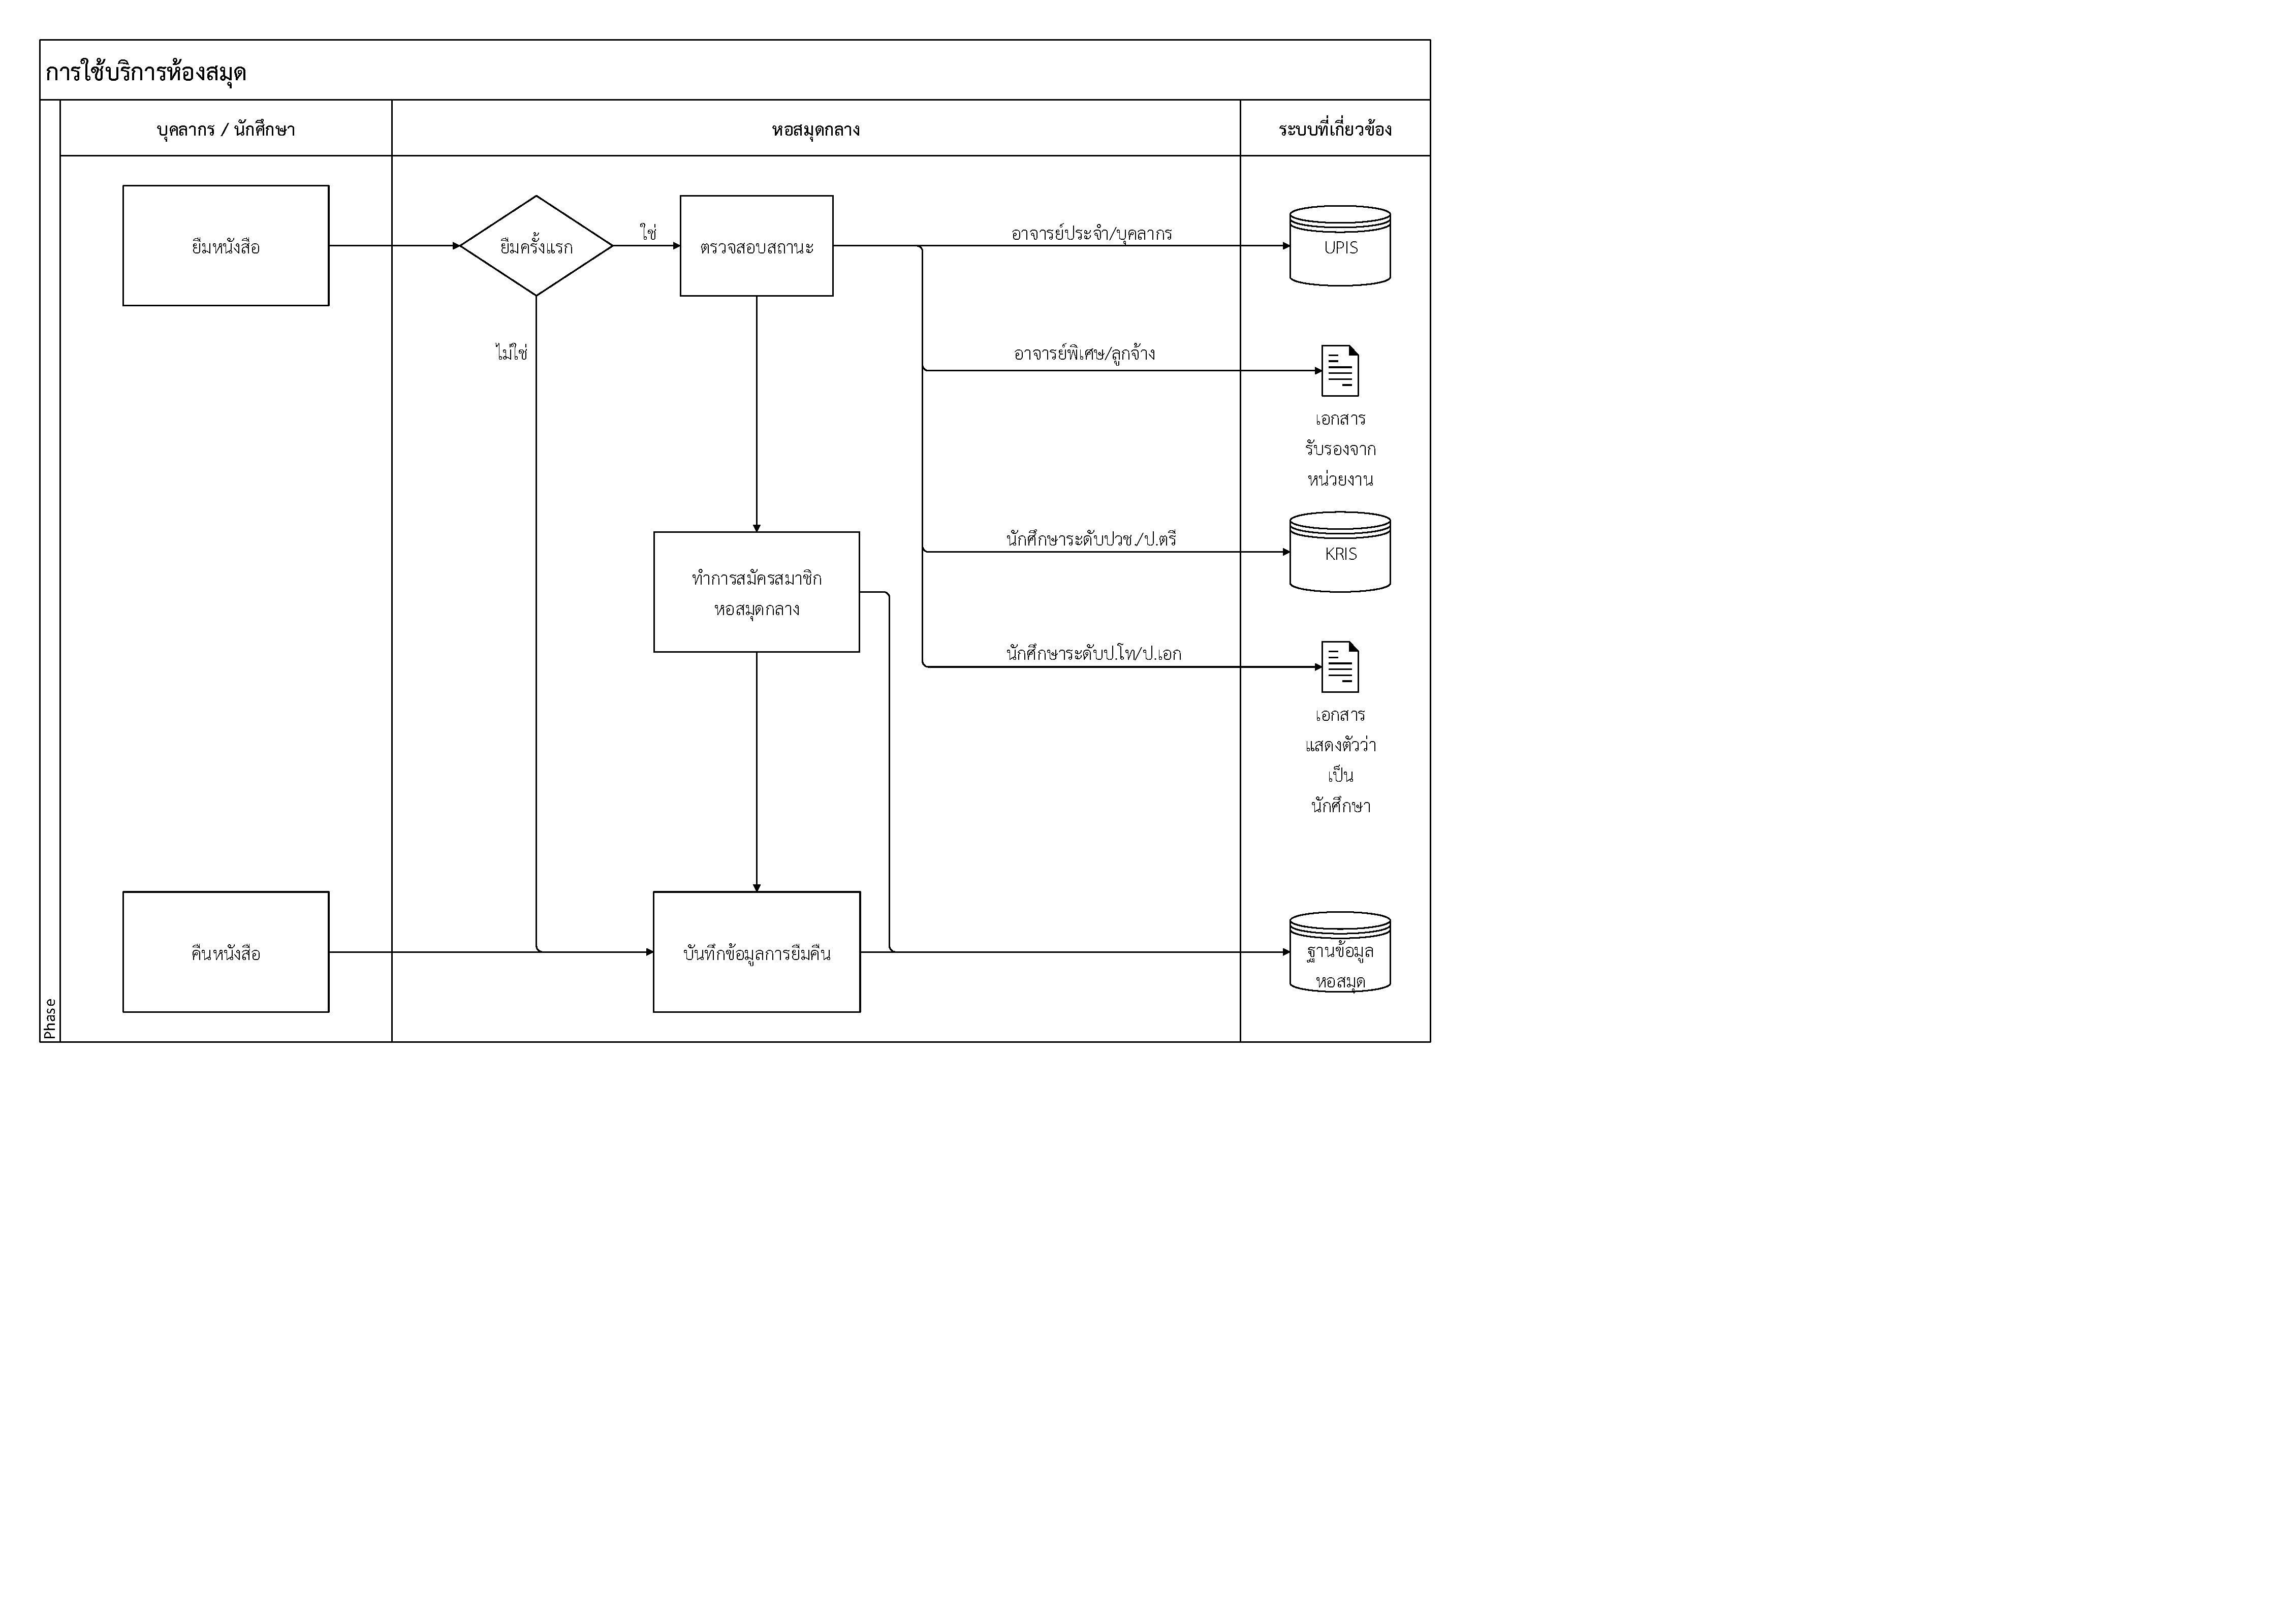 การใช้บริการห้องสมุด
บุคลากร / นักศึกษา
หอสมุดกลาง
ระบบที่เกี่ยวข้อง
ยืมหนังสือ
ยืมครั้งแรก
ใช่
ตรวจสอบสถานะ
อาจารย์ประจำ/บุคลากร
UPIS
ไม่ใช่
อาจารย์พิเศษ/ลูกจ้าง
เอกสาร
รับรองจาก
หน่วยงาน
นักศึกษาระดับปวช./ป.ตรี
KRIS
ทำการสมัครสมาชิก
หอสมุดกลาง
นักศึกษาระดับป.โท/ป.เอก
เอกสาร
แสดงตัวว่า
เป็น
นักศึกษา
คืนหนังสือ
บันทึกข้อมูลการยืมคืน
ฐานข้อมูล
หอสมุด
Phase